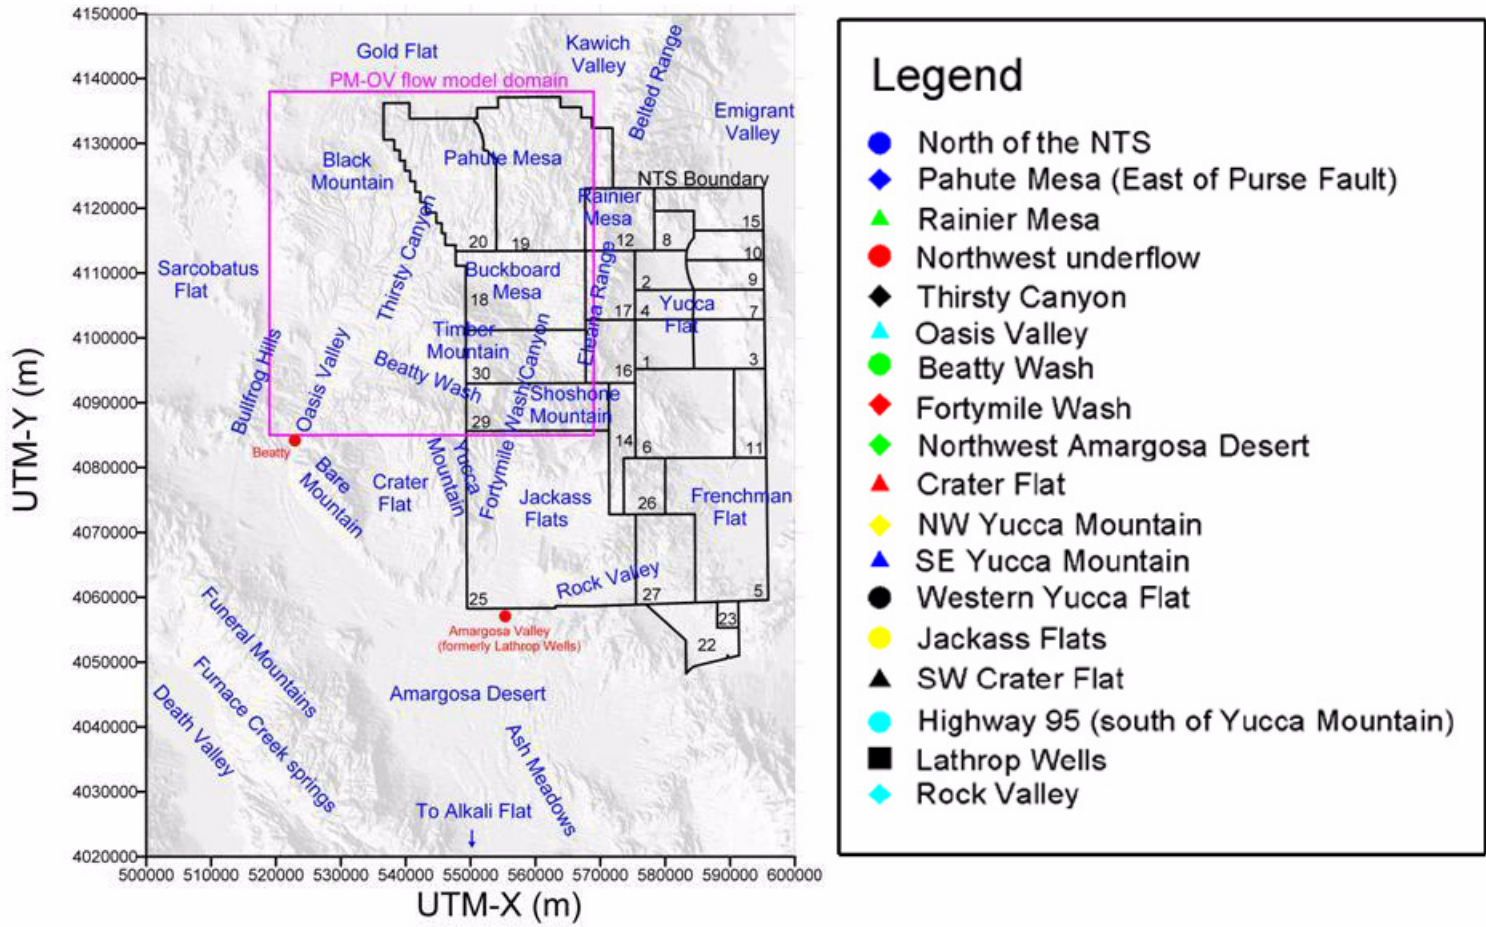 4150000
4140000
4130000
4120000
4110000
4100000
4090000
4080000
4070000
4060000
4050000
4040000
4030000
4020000
UTM-Y (m)
500000 510000 520000 530000 540000 550000 560000 570000 580000 590000 600000
UTM-X (m)
Gold Flat
Kawich
Valley
Belted Range
PM-OV flow model domain
Emigrant
Valley
Black
Mountain
Pahute Mesa
NTS Boundary
Rainier
Mesa
15
20
19
12
8
10
Thirsty Canyon
Sarcobatus
Flat
Buckboard
Mesa
Eleana Range
2
9
18
17
4
Yucca
Flat
7
Timber
Mountain
Bullfrog Hills
Oasis Valley
Beatty Wash
30
16
1
3
Fortymile Wash/Canyon
Shoshone
Mountain
29
14
6
11
Beatty
Bare
Mountain
Crater
Flat
Yucca
Mountain
Jackass
Flats
26
Frenchman
Flat
Rock Valley
25
27
5
23
22
Amargosa Valley
(formerly Lathrop Wells)
Funeral Mountains
Furnace Creek springs
Death Valley
Amargosa Desert
Ash Meadows
To Alkali Flat
Legend
North of the NTS
Pahute Mesa (East of Purse Fault)
Rainier Mesa
Northwest underflow
Thirsty Canyon
Oasis Valley
Beatty Wash
Fortymile Wash
Northwest Amargosa Desert
Crater Flat
NW Yucca Mountain
SE Yucca Mountain
Western Yucca Flat
Jackass Flats
SW Crater Flat
Highway 95 (south of Yucca Mountain)
Lathrop Wells
Rock Valley